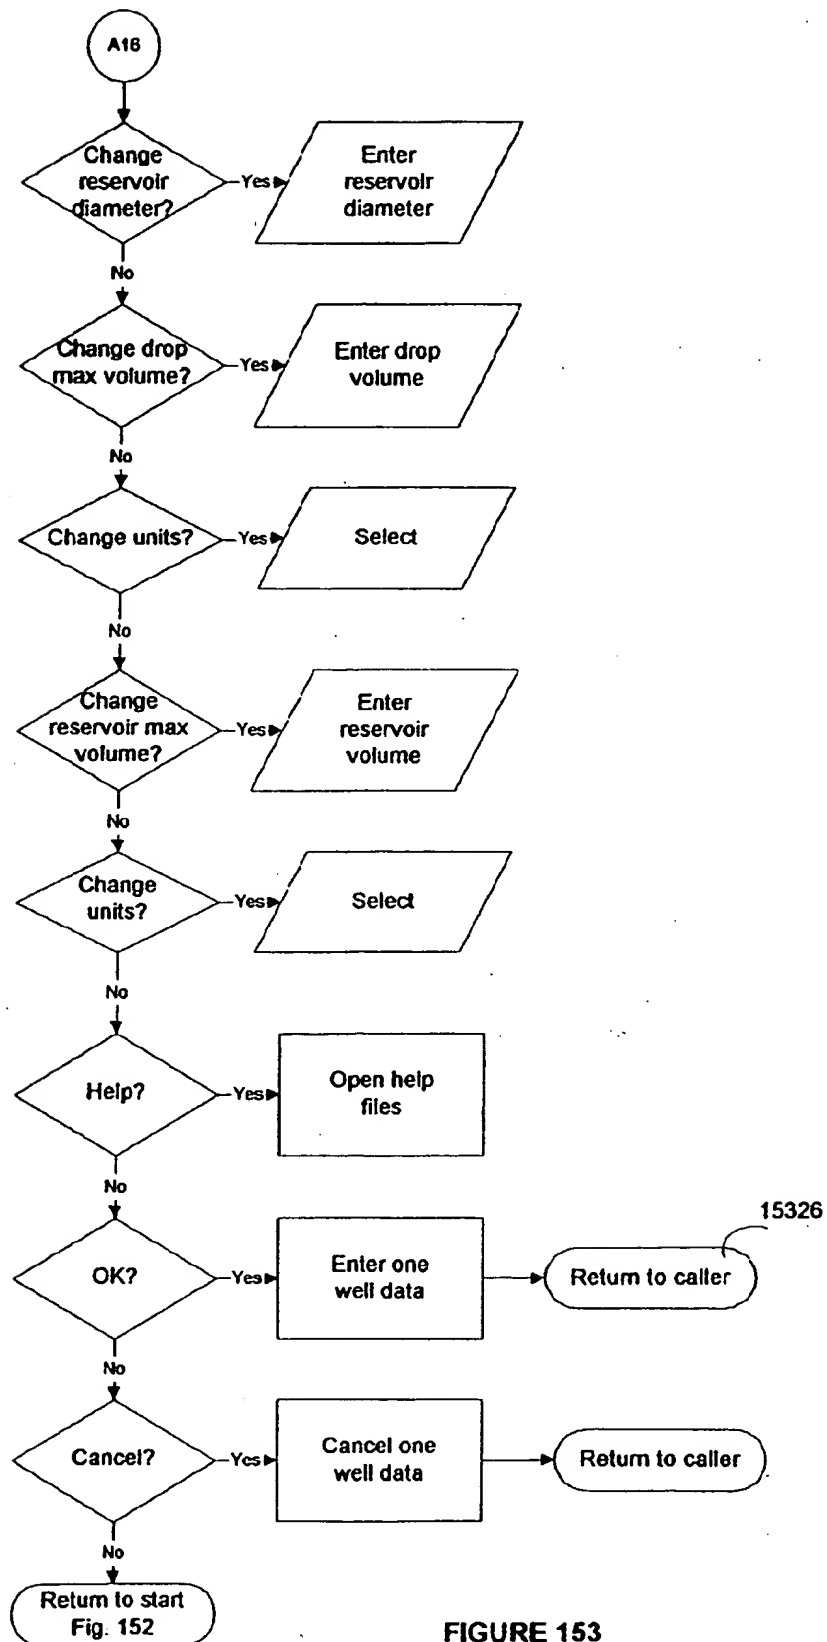 A16
Change
reservoir
diameter?
Yes
Enter
reservoir
diameter
No
Change drop
max volume?
Yes
Enter drop
volume
No
Change units?
Yes
Select
No
Change
reservoir max
volume?
Yes
Enter
reservoir
volume
No
Change
units?
Yes
Select
No
Help?
Yes
Open help
files
No
15326
OK?
Yes
Enter one
well data
Return to caller
No
Cancel?
Yes
Cancel one
well data
Return to caller
No
Return to start
Fig. 152
FIGURE 153